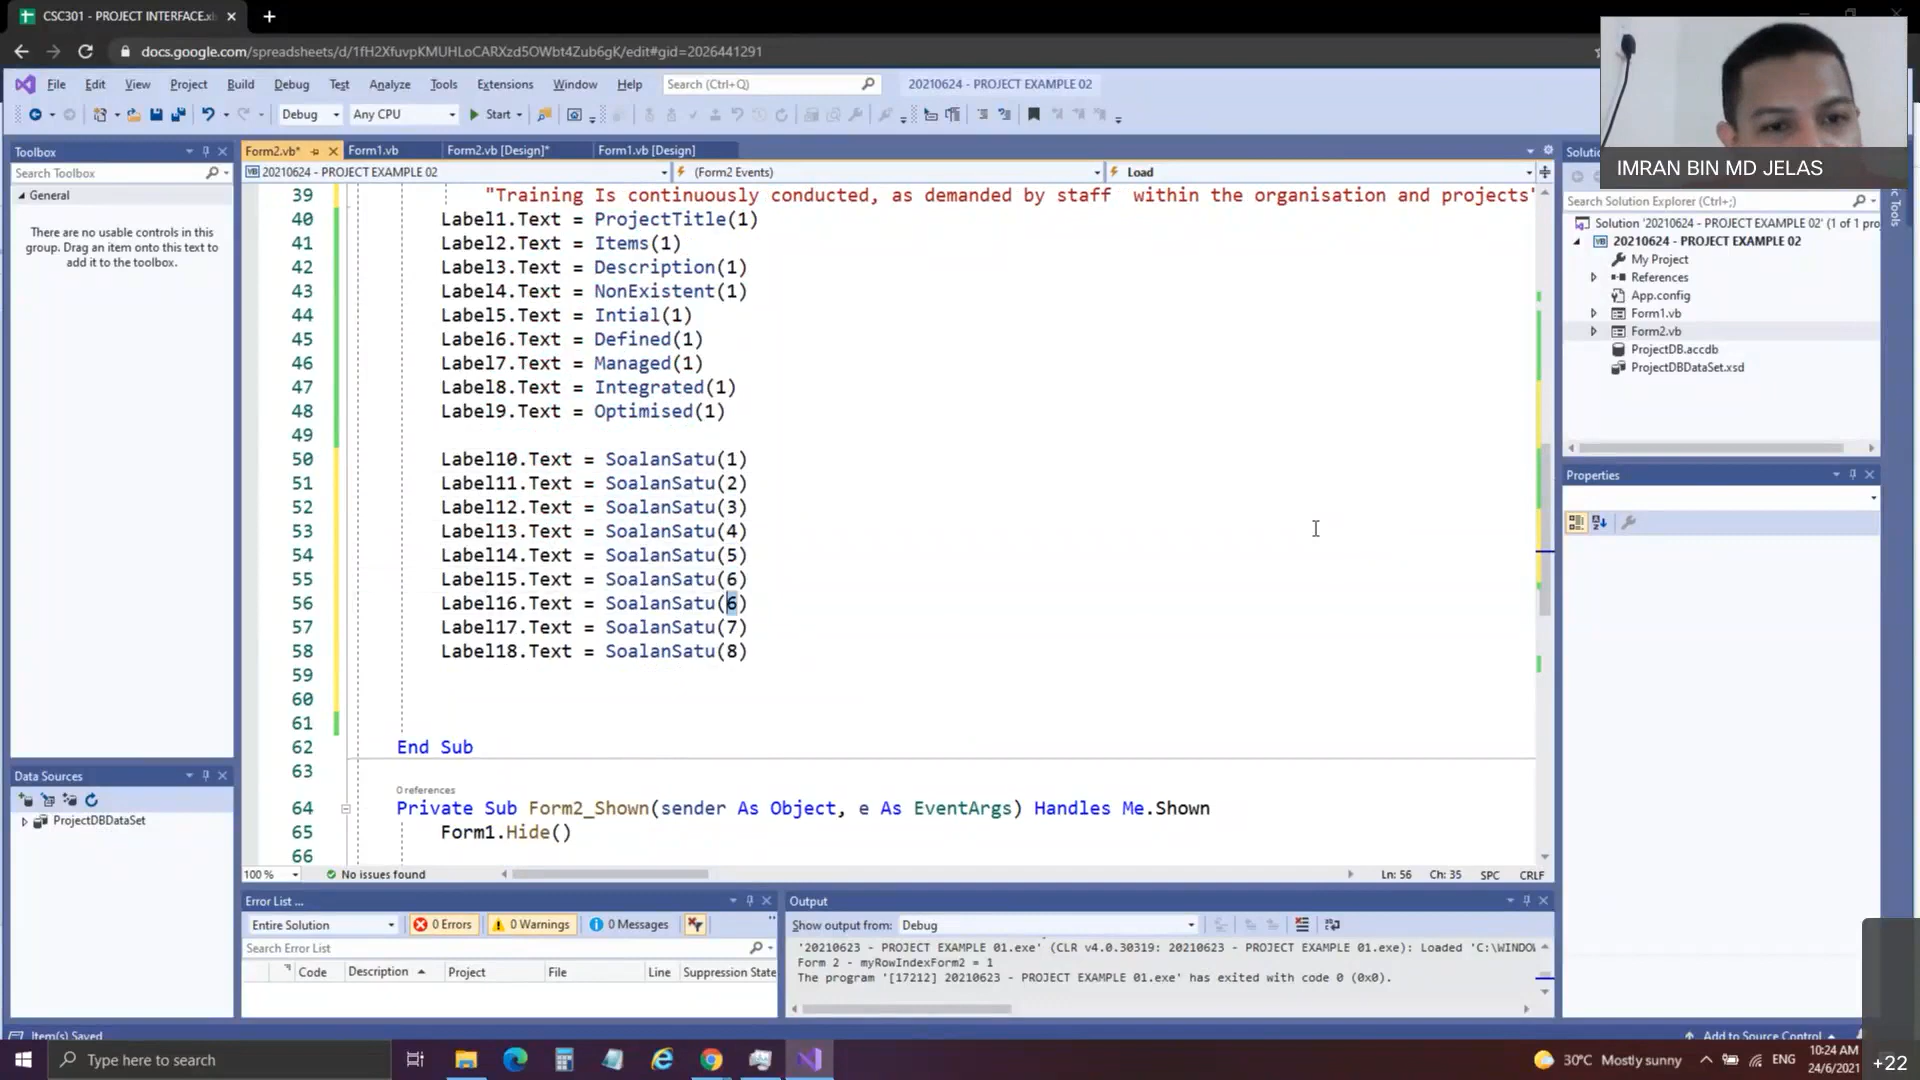 CSC301 - PROJECT INTERFACE.xl
docs.google.com/spreadsheets/d/1fH2XfuvpKMUHLoCARXzd5OWbt4Zub6gK/edit#gid=2026441291
File Edit View Project Build Debug Test Analyze Tools Extensions Window Help Search (Ctrl+Q) 20210624 - PROJECT EXAMPLE 02
Debug Any CPU Start
IMRAN BIN MD JELAS
Toolbox
Search Toolbox
General
There are no usable controls in this
group. Drag an item onto this text to
add it to the toolbox.
Form2.vb* Form1.vb Form2.vb [Design]* Form1.vb [Design]
20210624 - PROJECT EXAMPLE 02 (Form2 Events) Load
39 "Training Is continuously conducted, as demanded by staff  within the organisation and projects"
40 Label1.Text = ProjectTitle(1)
41 Label2.Text = Items(1)
42 Label3.Text = Description(1)
43 Label4.Text = NonExistent(1)
44 Label5.Text = Intial(1)
45 Label6.Text = Defined(1)
46 Label7.Text = Managed(1)
47 Label8.Text = Integrated(1)
48 Label9.Text = Optimised(1)
49
50 Label10.Text = SoalanSatu(1)
51 Label11.Text = SoalanSatu(2)
52 Label12.Text = SoalanSatu(3)
53 Label13.Text = SoalanSatu(4)
54 Label14.Text = SoalanSatu(5)
55 Label15.Text = SoalanSatu(6)
56 Label16.Text = SoalanSatu(6)
57 Label17.Text = SoalanSatu(7)
58 Label18.Text = SoalanSatu(8)
59
60
61
62 End Sub
63
0 references
64 Private Sub Form2_Shown(sender As Object, e As EventArgs) Handles Me.Shown
65 Form1.Hide()
66
100 % No issues found Ln: 56 Ch: 35 SPC CRLF
Solutio
Search Solution Explorer (Ctrl+;)
Solution '20210624 - PROJECT EXAMPLE 02' (1 of 1 pro
20210624 - PROJECT EXAMPLE 02
My Project
References
App.config
Form1.vb
Form2.vb
ProjectDB.accdb
ProjectDBDataSet.xsd
Properties
Data Sources
ProjectDBDataSet
Error List ...
Entire Solution 0 Errors 0 Warnings 0 Messages
Search Error List
Code Description Project File Line Suppression State
Output
Show output from: Debug
'20210623 - PROJECT EXAMPLE 01.exe' (CLR v4.0.30319: 20210623 - PROJECT EXAMPLE 01.exe): Loaded 'C:\WINDOW
Form 2 - myRowIndexForm2 = 1
The program '[17212] 20210623 - PROJECT EXAMPLE 01.exe' has exited with code 0 (0x0).
Item(s) Saved Add to Source Control
Type here to search 30°C Mostly sunny ENG 10:24 AM
24/6/2021
+22